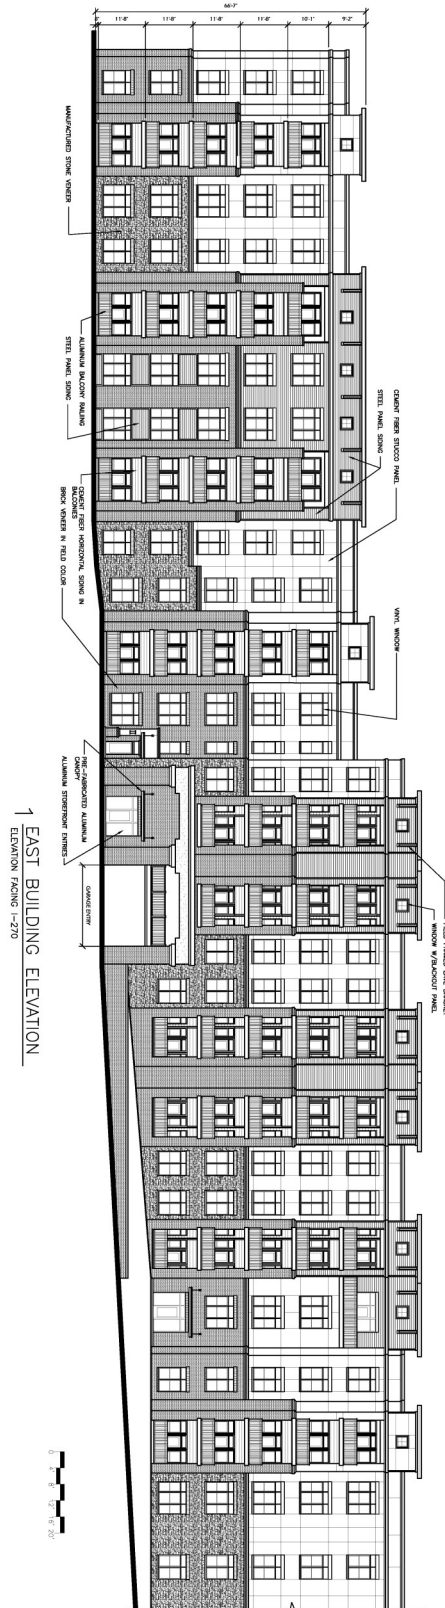 66'-7"
6"
11'-8"
11'-8"
11'-8"
11'-8"
10'-1"
9'-2"
MANUFACTURED STONE VENEER
ALUMINUM BALCONY RAILING
STEEL PANEL SIDING
CEMENT FIBER STUCCO PANEL
STEEL PANEL SIDING
CEMENT FIBER HORIZONTAL SIDING IN
BALCONIES
BRICK VENEER IN FIELD COLOR
VINYL WINDOW
PRE-FABRICATED ALUMINUM
CANOPY
ALUMINUM STOREFRONT ENTRIES
GARAGE ENTRY
WINDOW W/BLACKOUT PANEL
1 EAST BUILDING ELEVATION
ELEVATION FACING I-270
0 4' 8' 12' 16' 20'